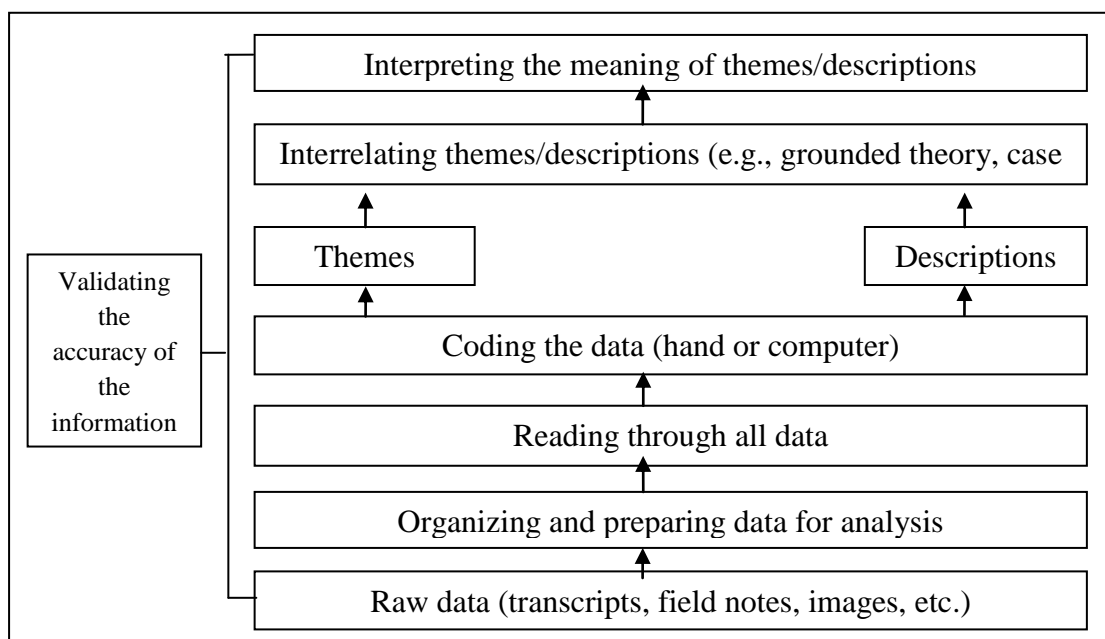 Interpreting the meaning of themes/descriptions
Interrelating themes/descriptions (e.g., grounded theory, case
Themes
Descriptions
Validating
the
accuracy of
the
information
Coding the data (hand or computer)
Reading through all data
Organizing and preparing data for analysis
Raw data (transcripts, field notes, images, etc.)